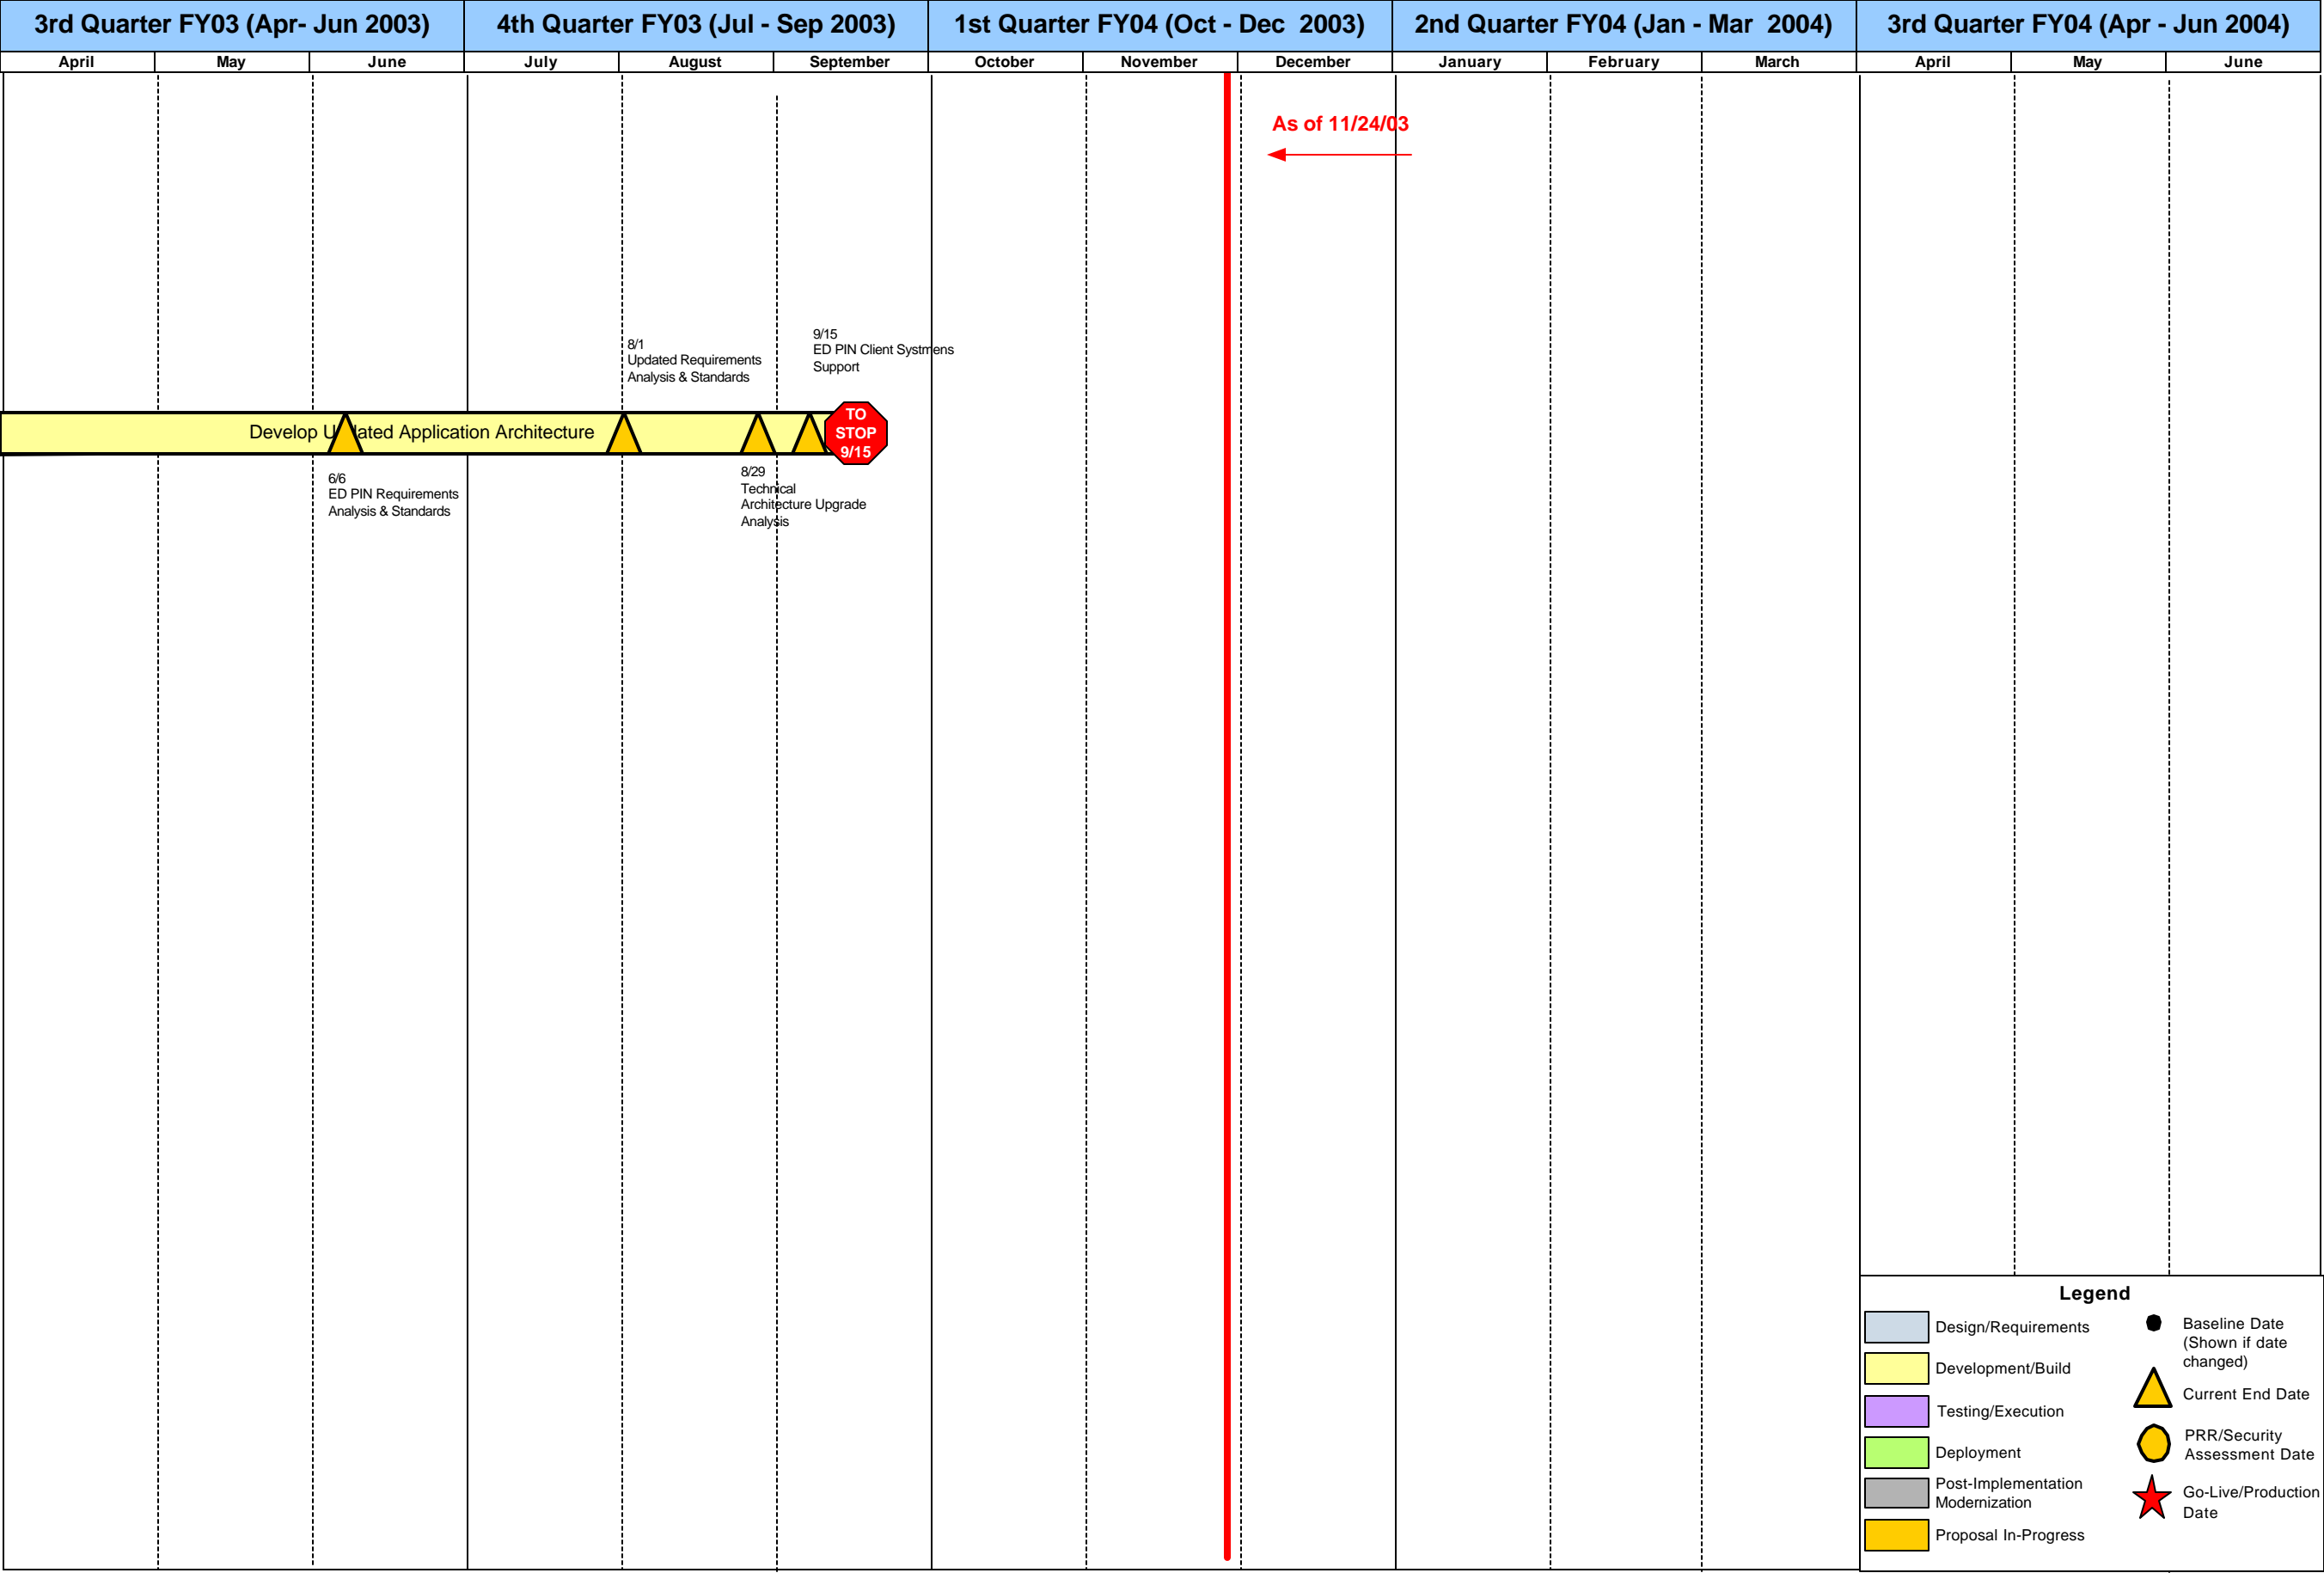 3rd Quarter FY03 (Apr- Jun 2003)
4th Quarter FY03 (Jul - Sep 2003)
1st Quarter FY04 (Oct - Dec 2003)
2nd Quarter FY04 (Jan - Mar 2004)
3rd Quarter FY04 (Apr - Jun 2004)
April
May
June
July
August
September
October
November
December
January
February
March
April
May
June
As of 11/24/03
8/1
Updated Requirements
Analysis & Standards
9/15
ED PIN Client Systmens
Support
Develop Updated Application Architecture
TO
STOP
9/15
6/6
ED PIN Requirements
Analysis & Standards
8/29
Technical
Architecture Upgrade
Analysis
Legend
Design/Requirements
Development/Build
Testing/Execution
Deployment
Post-Implementation
Modernization
Proposal In-Progress
Baseline Date
(Shown if date
changed)
Current End Date
PRR/Security
Assessment Date
Go-Live/Production
Date